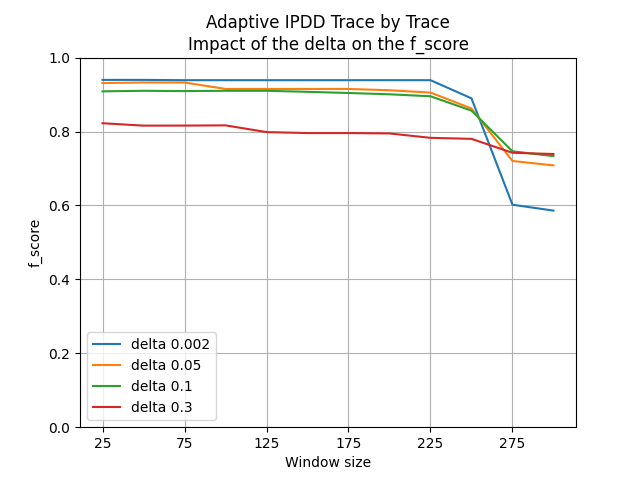 Adaptive IPDD Trace by Trace
Impact of the delta on the f_score
1.0
0.8
0.6
0.4
0.2
0.0
f_score
delta 0.002
delta 0.05
delta 0.1
delta 0.3
25 75 125 175 225 275
Window size